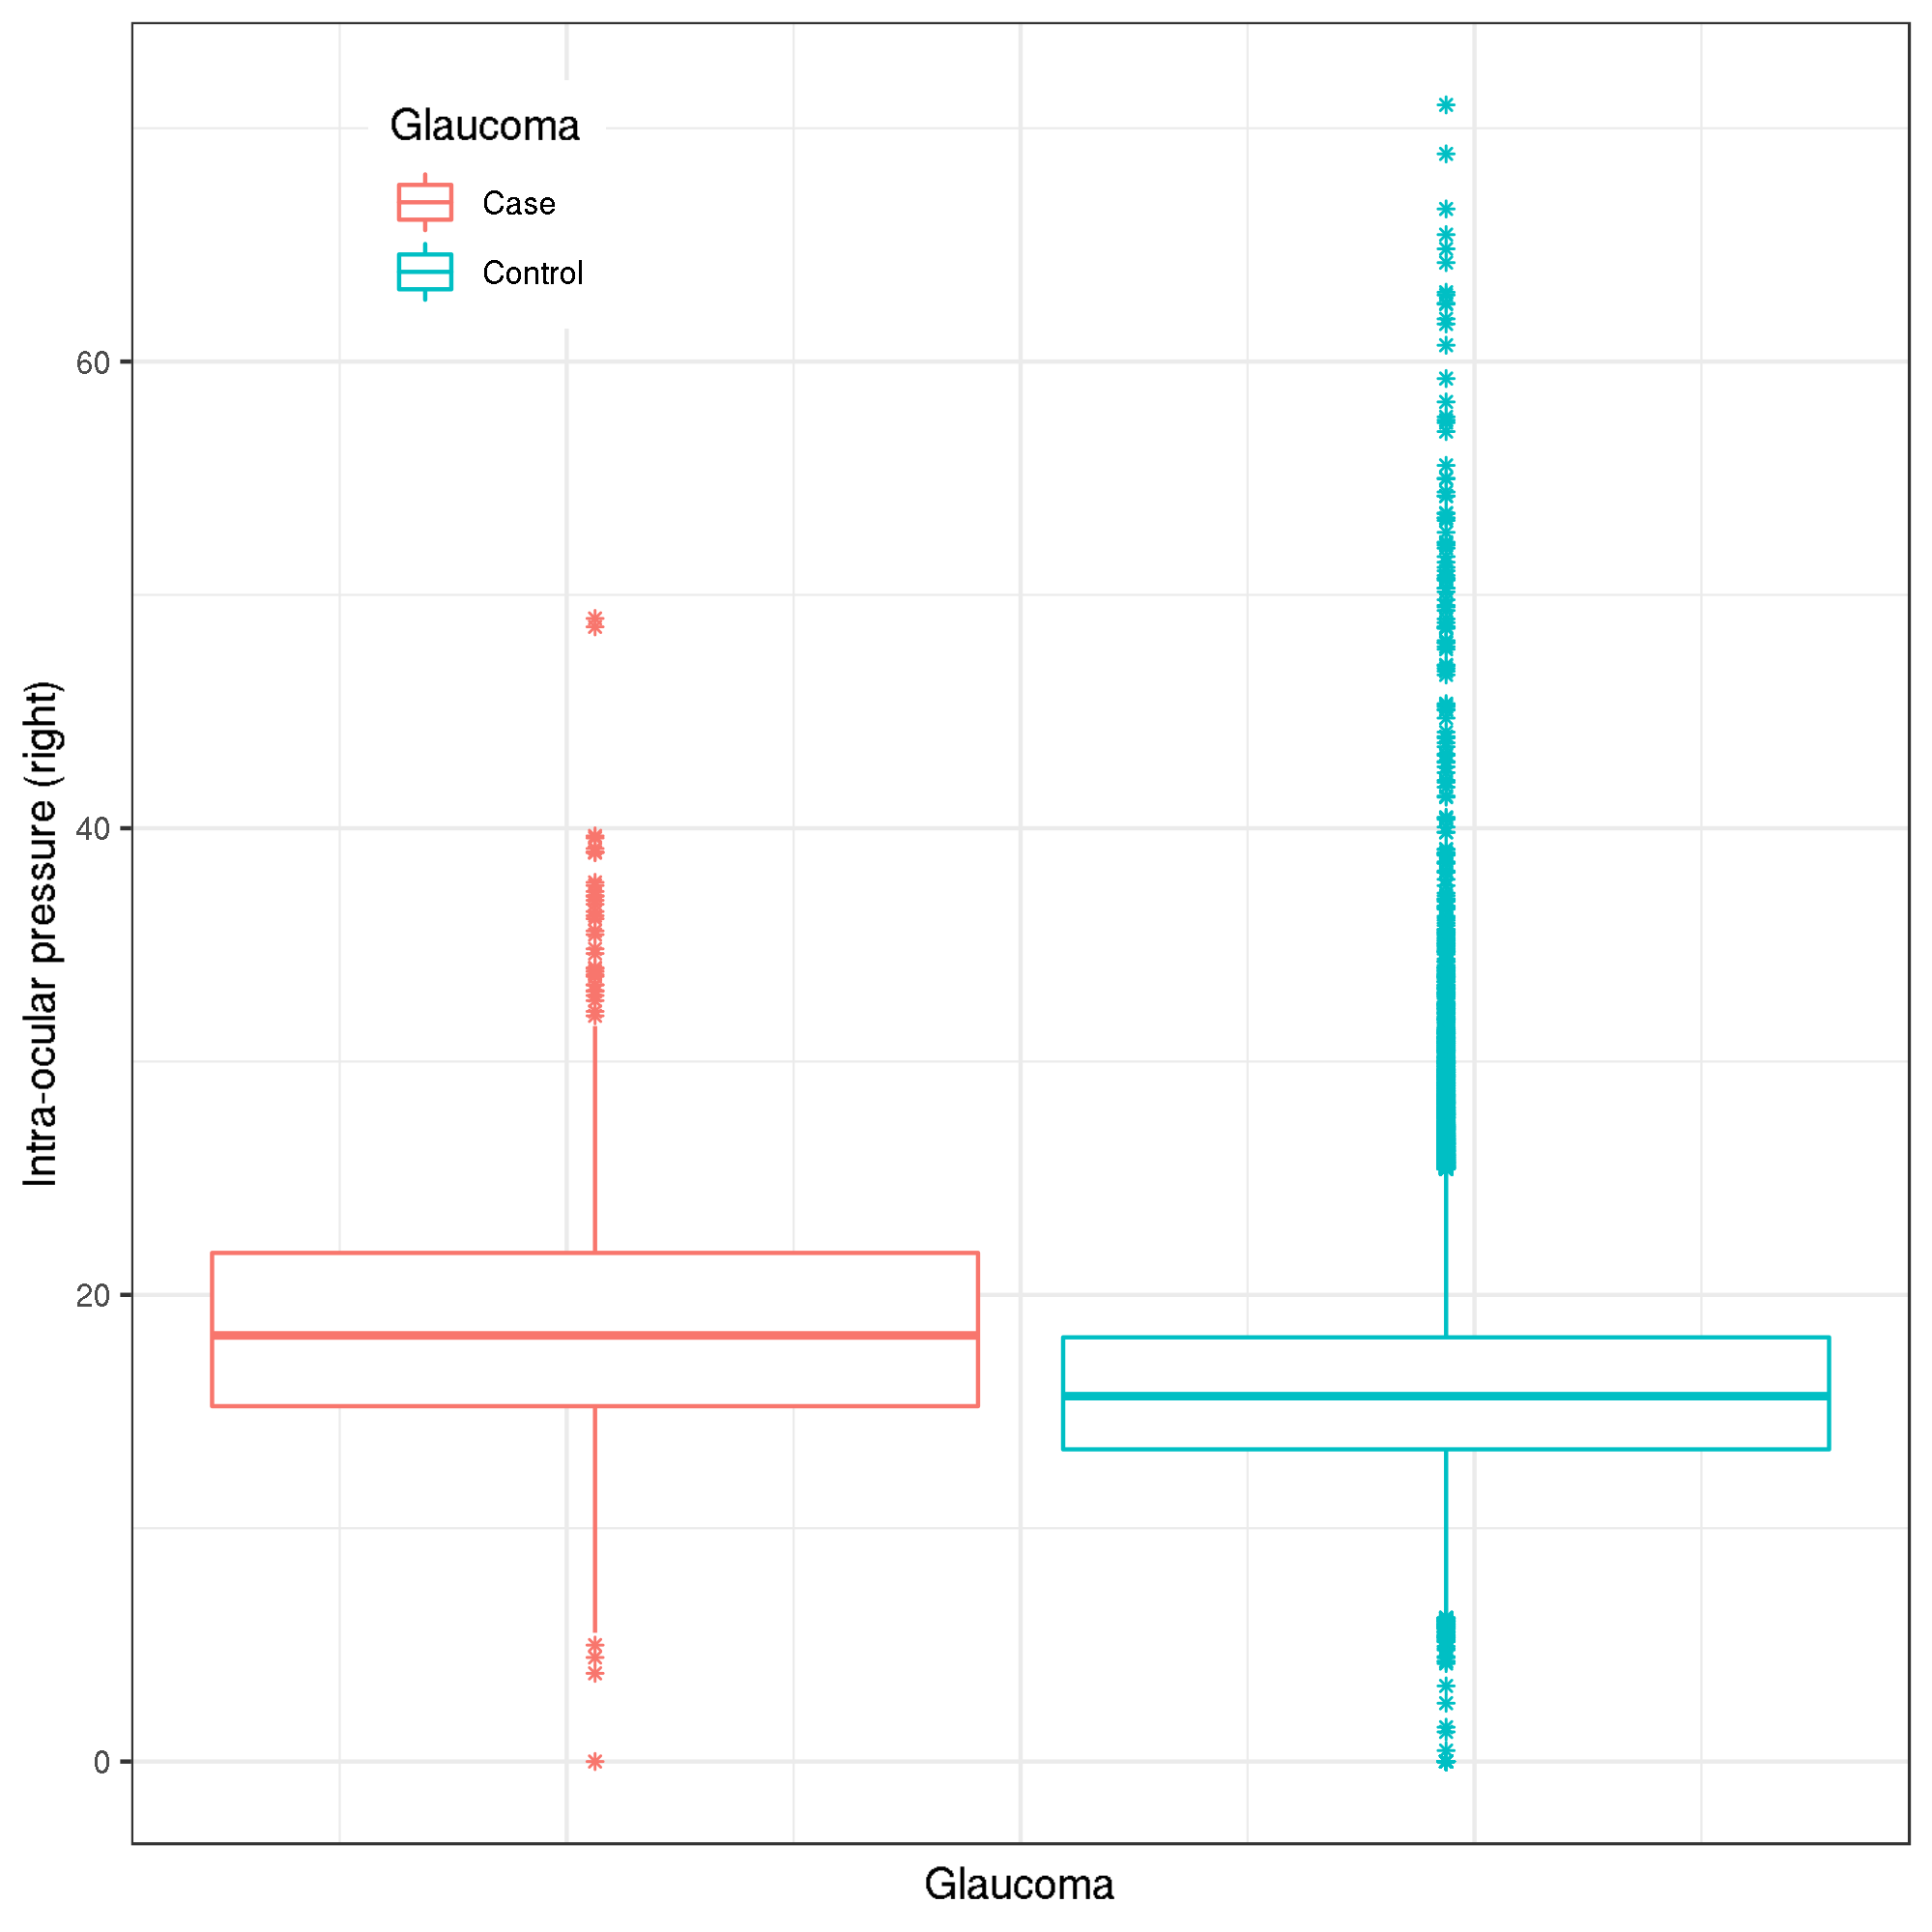 Glaucoma
Case
Control
60
40
20
0
Intra-ocular pressure (right)
Glaucoma